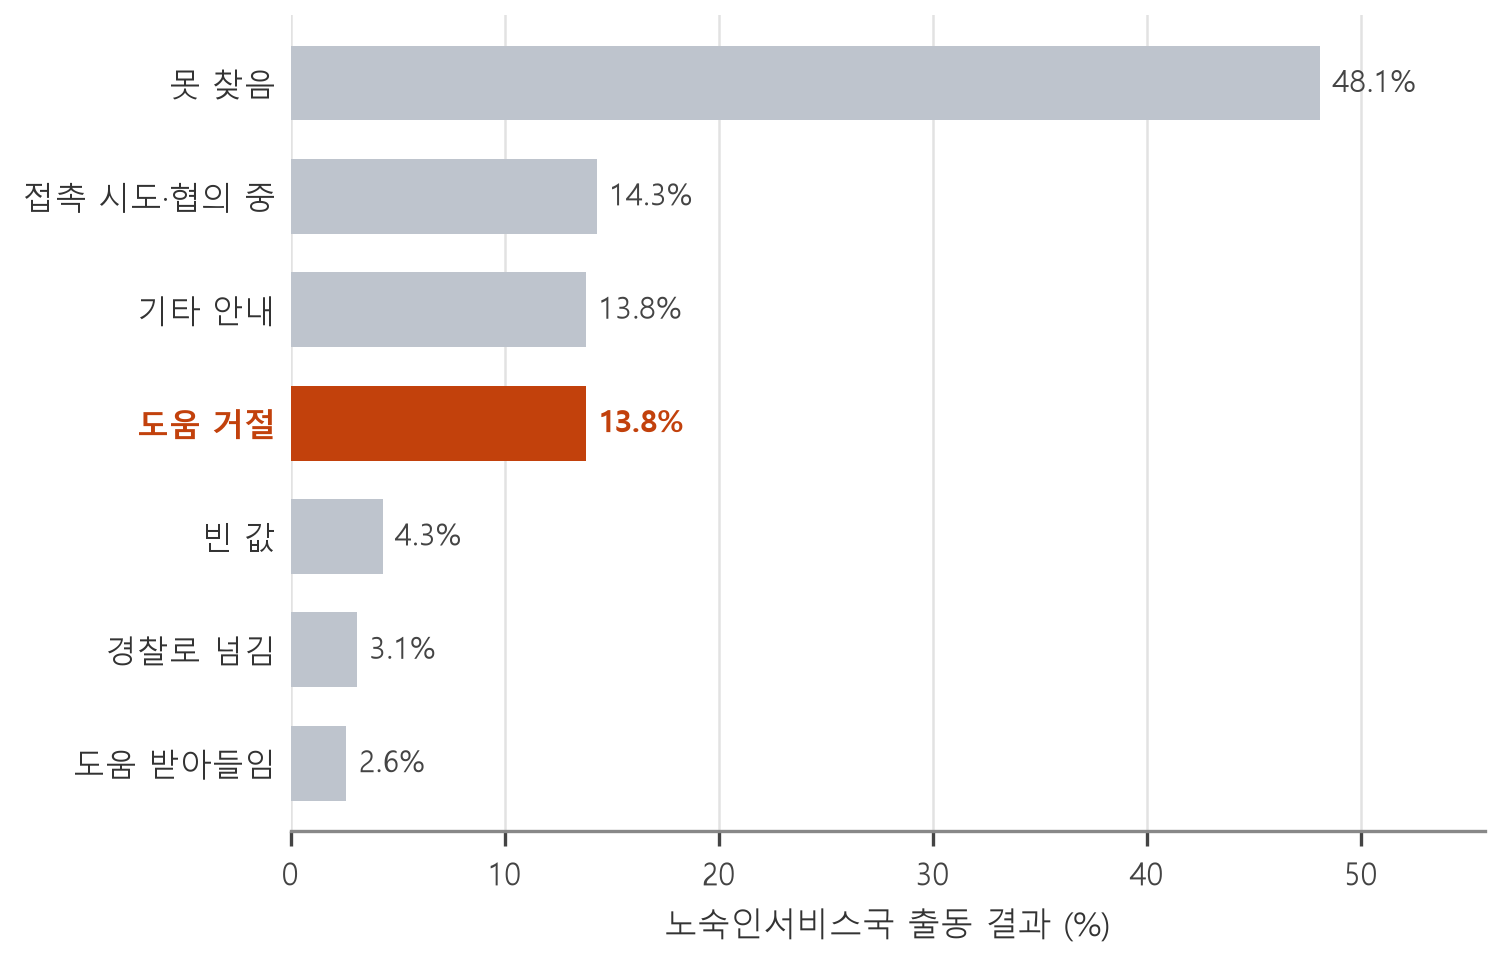 못 찾음 48.1%
접촉 시도·협의 중 14.3%
기타 안내 13.8%
도움 거절 13.8%
빈 값 4.3%
경찰로 넘김 3.1%
도움 받아들임 2.6%
0 10 20 30 40 50
노숙인서비스국 출동 결과 (%)